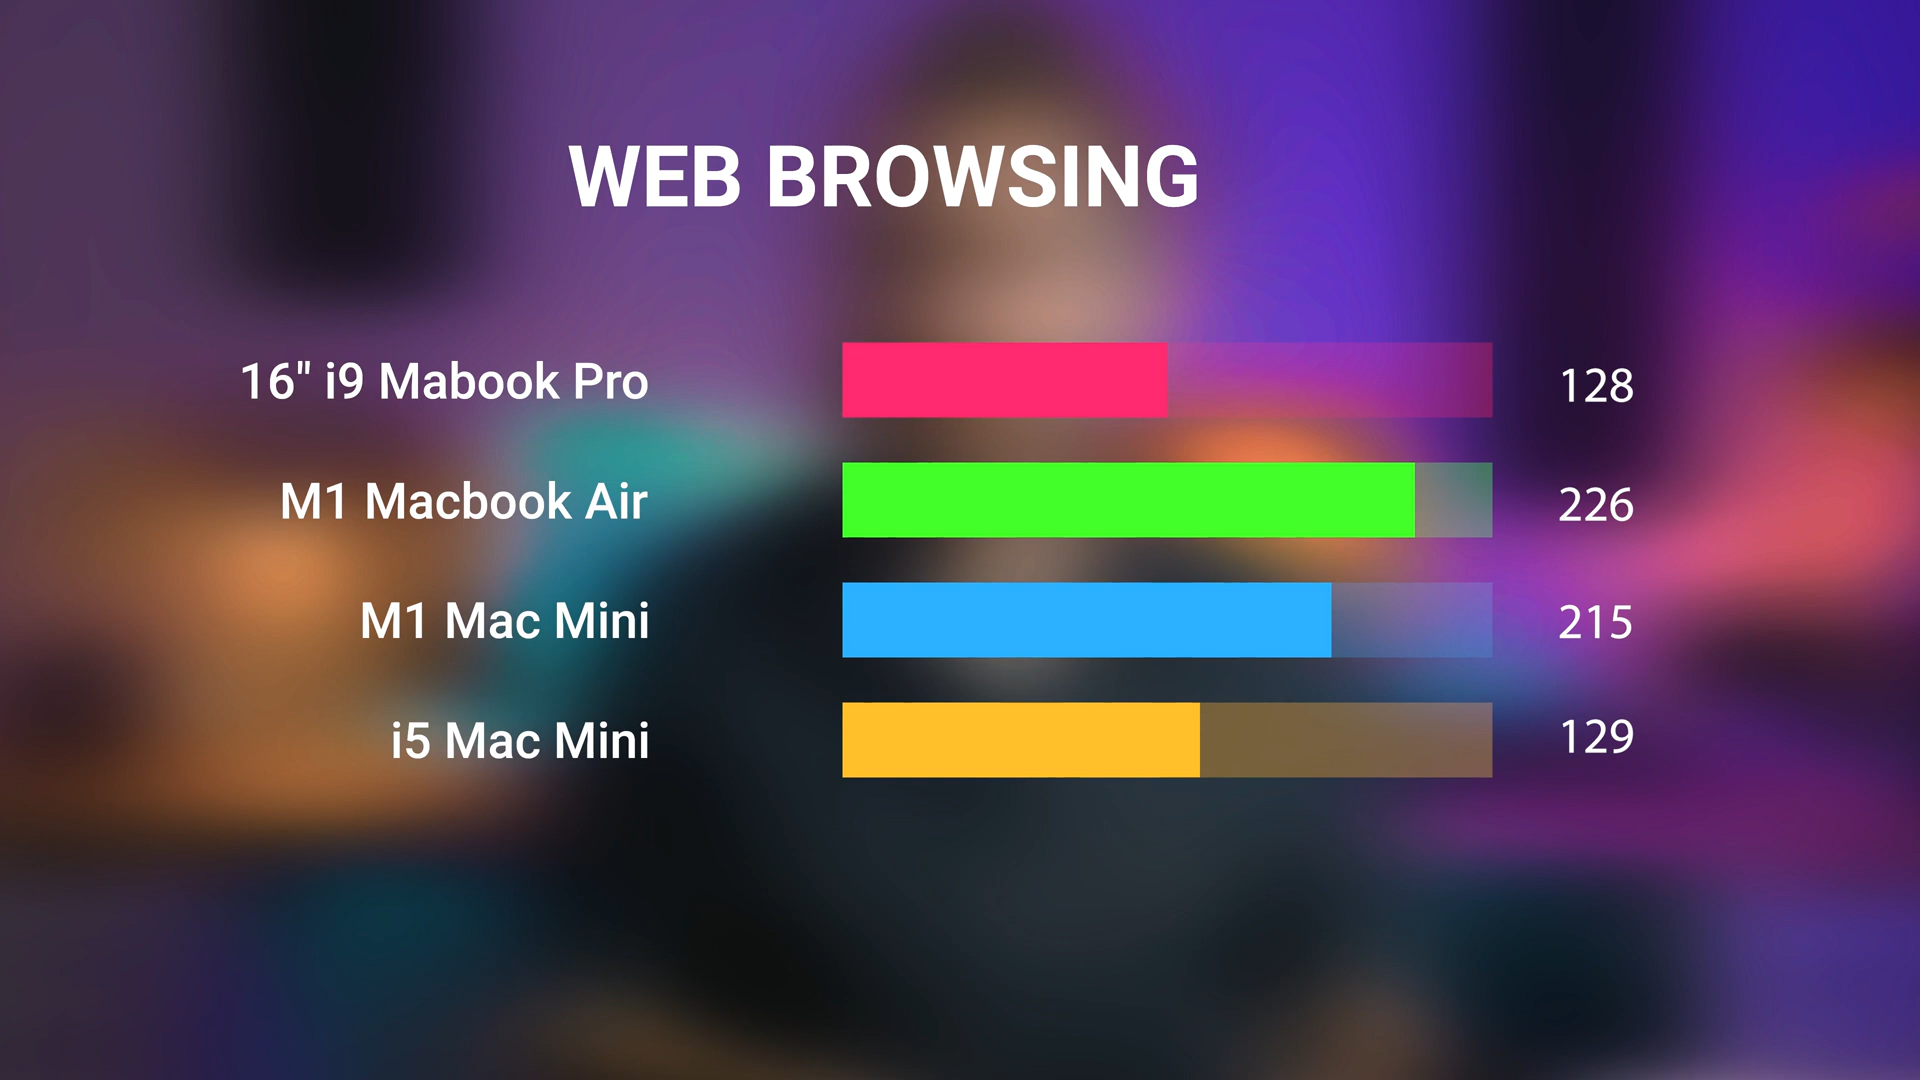 WEB BROWSING
16" i9 Mabook Pro 128
M1 Macbook Air 226
M1 Mac Mini 215
i5 Mac Mini 129